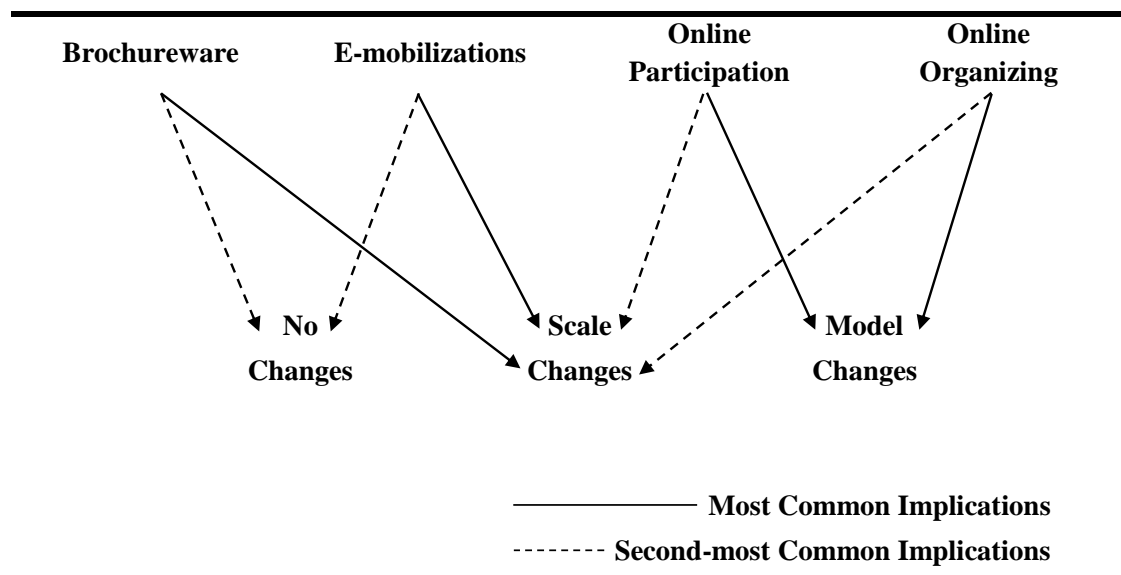 Brochureware
E-mobilizations
Online
Participation
Online
Organizing
No
Changes
Scale
Changes
Model
Changes
Most Common Implications
Second-most Common Implications